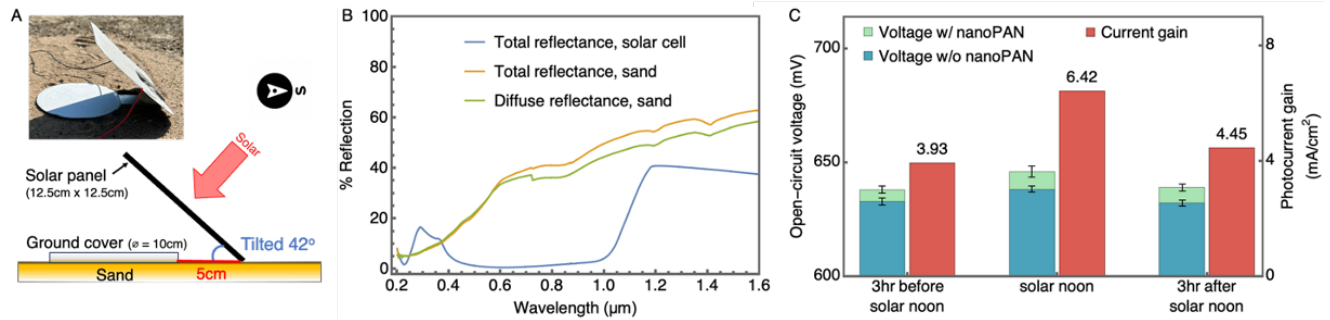 A
S
Solar
Solar panel
(12.5cm x 12.5cm)
Ground cover (ø = 10cm)
Tilted 42º
Sand
5cm
B
% Reflection
100
80
60
40
20
0
Total reflectance, solar cell
Total reflectance, sand
Diffuse reflectance, sand
0.2 0.4 0.6 0.8 1.0 1.2 1.4 1.6
Wavelength (μm)
C
Open-circuit voltage (mV)
700
650
600
Voltage w/ nanoPAN
Voltage w/o nanoPAN
Current gain
3.93
6.42
4.45
8
4
0
Photocurrent gain
(mA/cm²)
3hr before
solar noon
solar noon
3hr after
solar noon